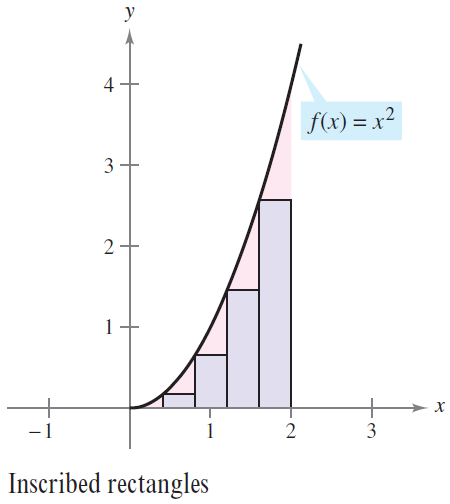 y
4
f(x) = x²
3
2
1
x
−1
1
2
3
Inscribed rectangles